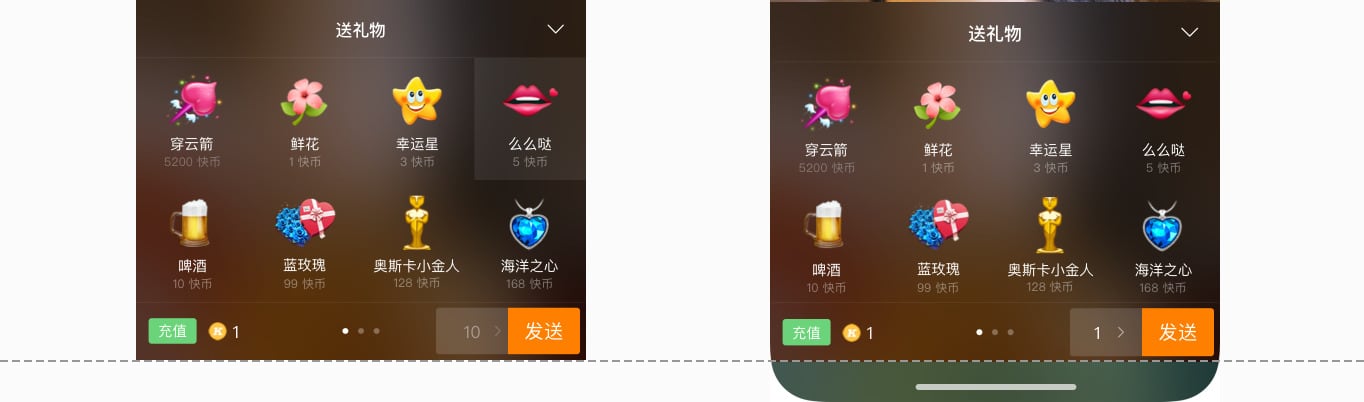 送礼物
穿云箭 鲜花 幸运星 么么哒
5200 快币 1 快币 3 快币 5 快币
啤酒 蓝玫瑰 奥斯卡小金人 海洋之心
10 快币 99 快币 128 快币 168 快币
充值 K 1 10 发送
送礼物
穿云箭 鲜花 幸运星 么么哒
5200 快币 1 快币 3 快币 5 快币
啤酒 蓝玫瑰 奥斯卡小金人 海洋之心
10 快币 99 快币 128 快币 168 快币
充值 K 1 1 发送